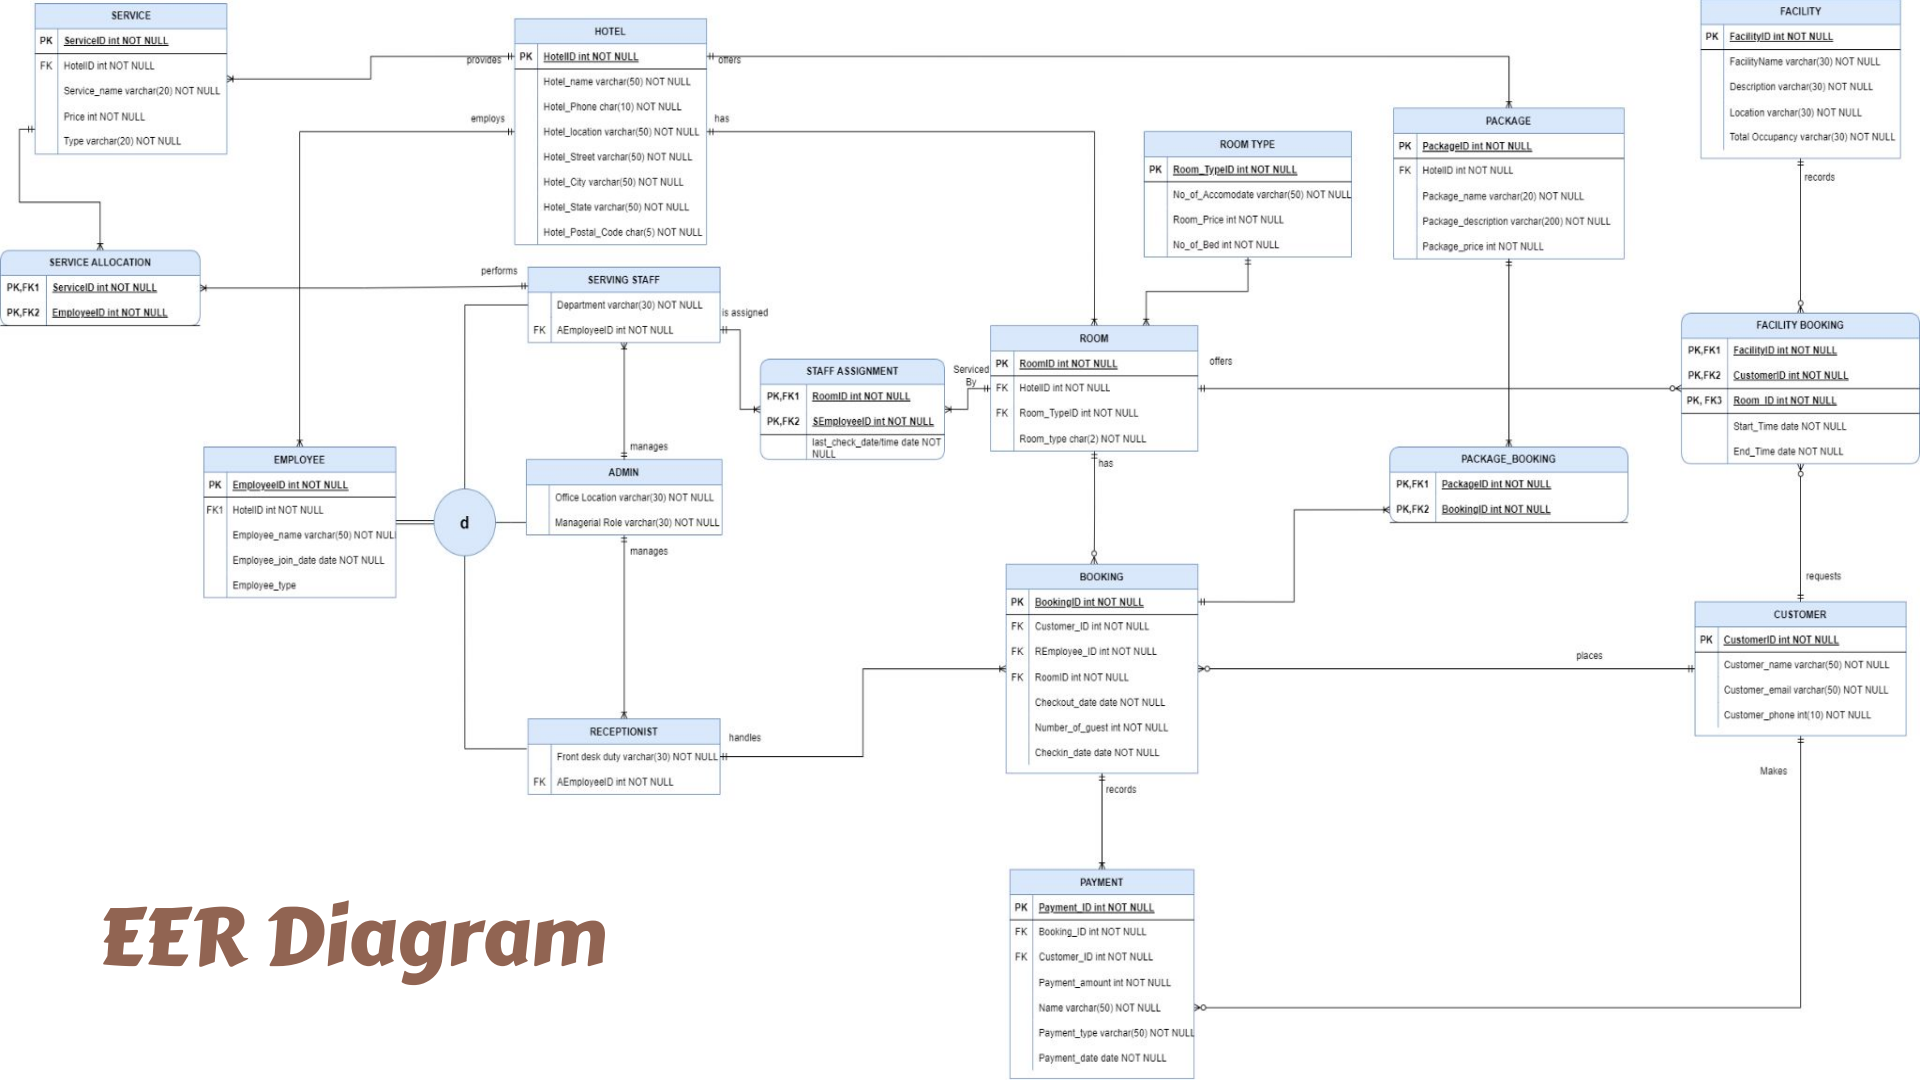 SERVICE
PK ServiceID int NOT NULL
FK HotelID int NOT NULL
Service_name varchar(20) NOT NULL
Price int NOT NULL
Type varchar(20) NOT NULL
provides
employs
HOTEL
PK HotelID int NOT NULL
Hotel_name varchar(50) NOT NULL
Hotel_Phone char(10) NOT NULL
Hotel_location varchar(50) NOT NULL
Hotel_Street varchar(50) NOT NULL
Hotel_City varchar(50) NOT NULL
Hotel_State varchar(50) NOT NULL
Hotel_Postal_Code char(5) NOT NULL
offers
has
ROOM TYPE
PK Room_TypeID int NOT NULL
No_of_Accomodate varchar(50) NOT NULL
Room_Price int NOT NULL
No_of_Bed int NOT NULL
PACKAGE
PK PackageID int NOT NULL
FK HotelID int NOT NULL
Package_name varchar(20) NOT NULL
Package_description varchar(200) NOT NULL
Package_price int NOT NULL
FACILITY
PK FacilityID int NOT NULL
FacilityName varchar(30) NOT NULL
Description varchar(30) NOT NULL
Location varchar(30) NOT NULL
Total Occupancy varchar(30) NOT NULL
records
SERVICE ALLOCATION
PK,FK1 ServiceID int NOT NULL
PK,FK2 EmployeeID int NOT NULL
performs
SERVING STAFF
Department varchar(30) NOT NULL
FK AEmployeeID int NOT NULL
is assigned
STAFF ASSIGNMENT
PK,FK1 RoomID int NOT NULL
PK,FK2 SEmployeeID int NOT NULL
last_check_date/time date NOT
NULL
Serviced
By
ROOM
PK RoomID int NOT NULL
FK HotelID int NOT NULL
FK Room_TypeID int NOT NULL
Room_type char(2) NOT NULL
offers
has
FACILITY BOOKING
PK,FK1 FacilityID int NOT NULL
PK,FK2 CustomerID int NOT NULL
PK, FK3 Room_ID int NOT NULL
Start_Time date NOT NULL
End_Time date NOT NULL
requests
EMPLOYEE
PK EmployeeID int NOT NULL
FK1 HotelID int NOT NULL
Employee_name varchar(50) NOT NULL
Employee_join_date date NOT NULL
Employee_type
d
manages
ADMIN
Office Location varchar(30) NOT NULL
Managerial Role varchar(30) NOT NULL
manages
PACKAGE_BOOKING
PK,FK1 PackageID int NOT NULL
PK,FK2 BookingID int NOT NULL
BOOKING
PK BookingID int NOT NULL
FK Customer_ID int NOT NULL
FK REmployee_ID int NOT NULL
FK RoomID int NOT NULL
Checkout_date date NOT NULL
Number_of_guest int NOT NULL
Checkin_date date NOT NULL
places
CUSTOMER
PK CustomerID int NOT NULL
Customer_name varchar(50) NOT NULL
Customer_email varchar(50) NOT NULL
Customer_phone int(10) NOT NULL
Makes
RECEPTIONIST
Front desk duty varchar(30) NOT NULL
FK AEmployeeID int NOT NULL
handles
records
PAYMENT
PK Payment_ID int NOT NULL
FK Booking_ID int NOT NULL
FK Customer_ID int NOT NULL
Payment_amount int NOT NULL
Name varchar(50) NOT NULL
Payment_type varchar(50) NOT NULL
Payment_date date NOT NULL
EER Diagram